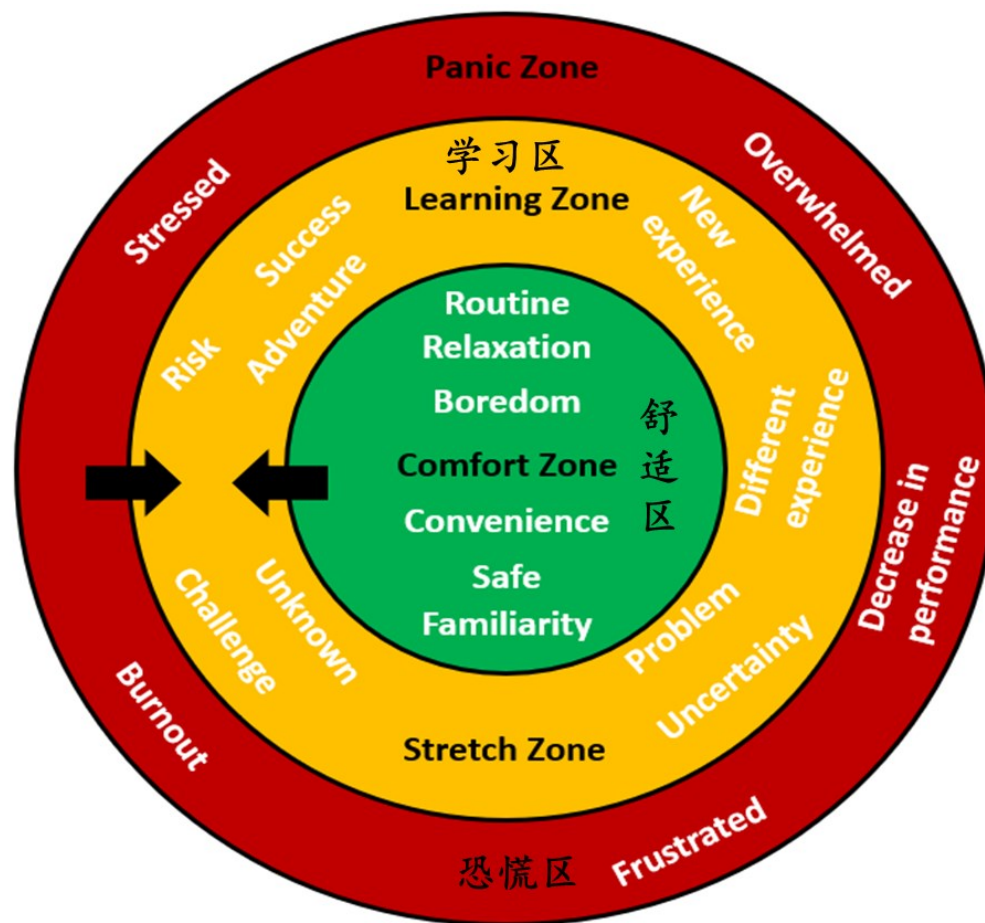 Panic Zone
Stressed
Overwhelmed
Decrease in
performance
Frustrated
Burnout
恐慌区
学习区
Learning Zone
Success
Adventure
Risk
New
experience
Different
experience
Problem
Uncertainty
Unknown
Challenge
Stretch Zone
Routine
Relaxation
Boredom
Comfort Zone
舒适区
Convenience
Safe
Familiarity